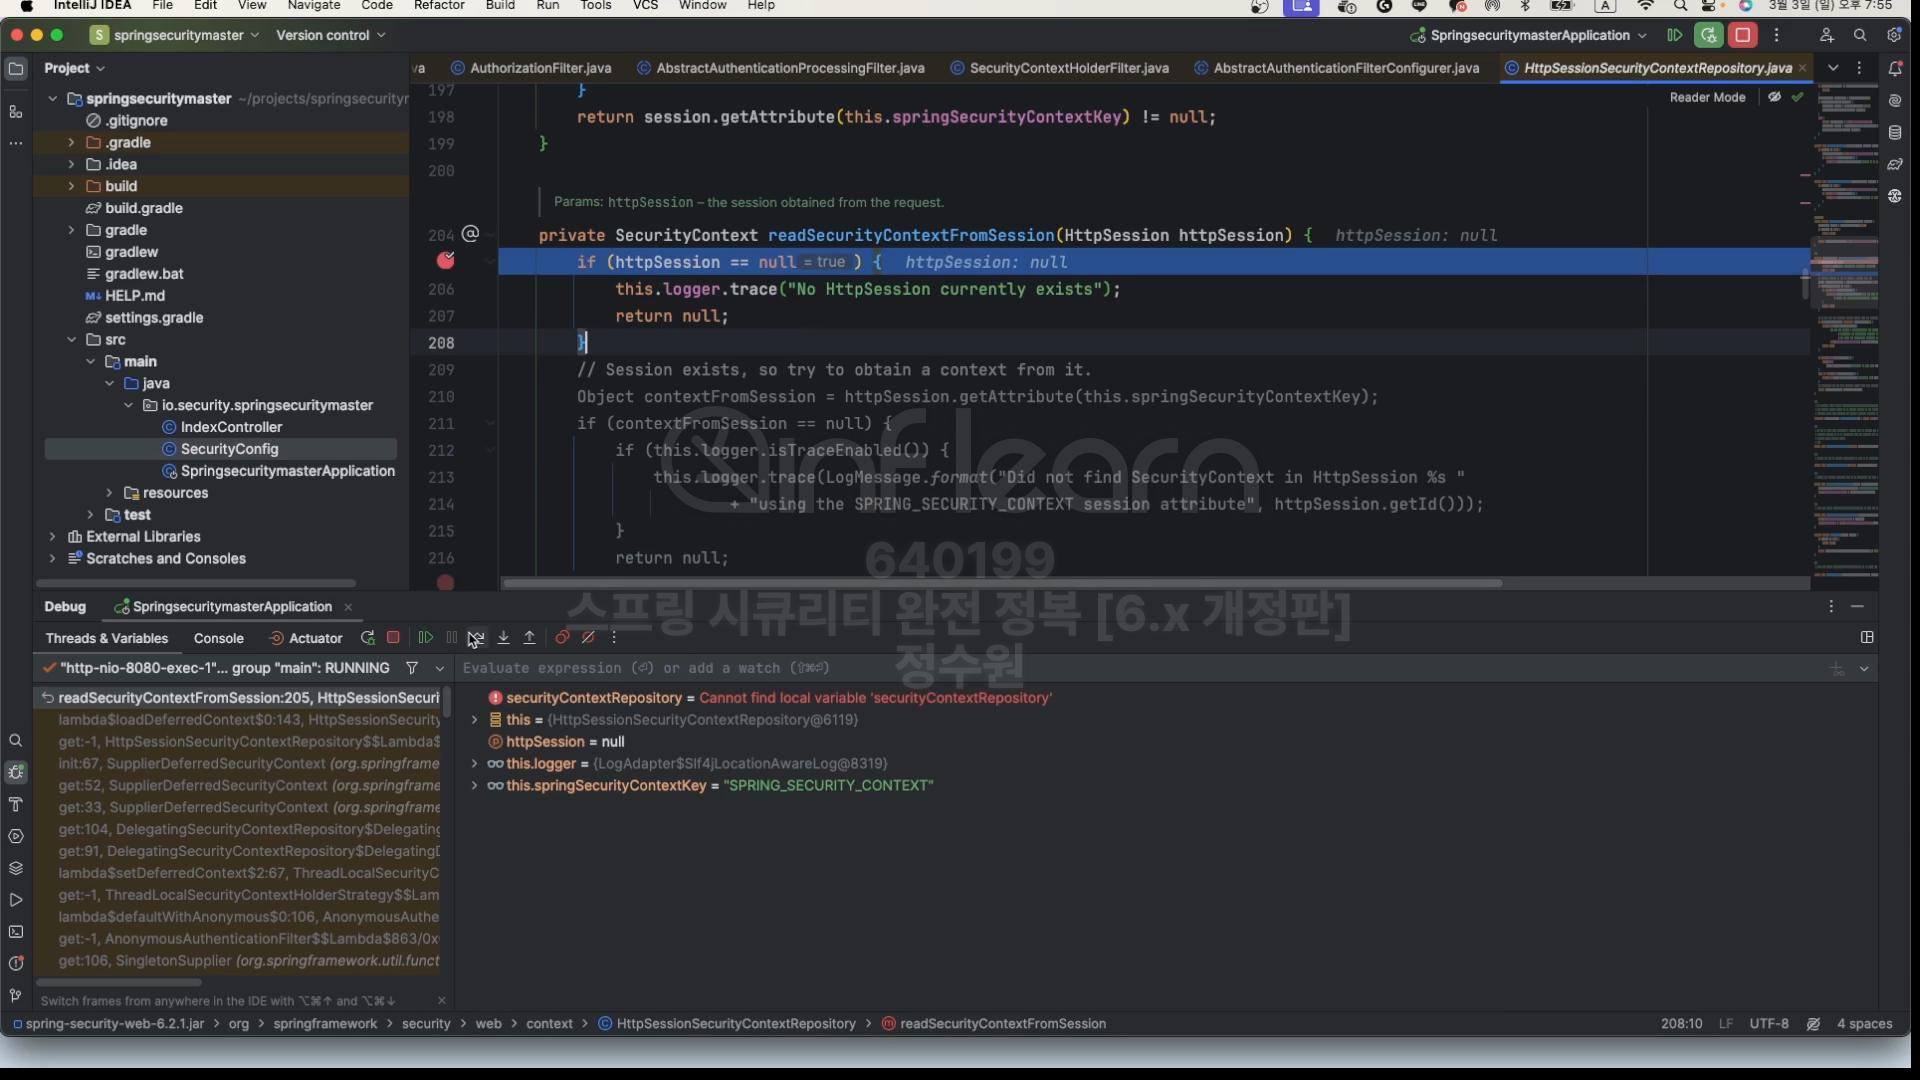 IntelliJ IDEA File Edit View Navigate Code Refactor Build Run Tools VCS Window Help A 3월 3일 (일) 오후 7:55
S springsecuritymaster Version control SpringsecuritymasterApplication
Project
va AuthorizationFilter.java AbstractAuthenticationProcessingFilter.java SecurityContextHolderFilter.java AbstractAuthenticationFilterConfigurer.java HttpSessionSecurityContextRepository.java
Reader Mode
springsecuritymaster ~/projects/springsecurityr
.gitignore
.gradle
.idea
build
build.gradle
gradle
gradlew
gradlew.bat
M↓ HELP.md
settings.gradle
src
main
java
io.security.springsecuritymaster
IndexController
SecurityConfig
SpringsecuritymasterApplication
resources
test
External Libraries
Scratches and Consoles
197 }
198 return session.getAttribute(this.springSecurityContextKey) != null;
199 }
200
Params: httpSession – the session obtained from the request.
204 @ private SecurityContext readSecurityContextFromSession(HttpSession httpSession) { httpSession: null
if (httpSession == null = true ) { httpSession: null
206 this.logger.trace("No HttpSession currently exists");
207 return null;
208 }
209 // Session exists, so try to obtain a context from it.
210 Object contextFromSession = httpSession.getAttribute(this.springSecurityContextKey);
211 if (contextFromSession == null) {
212 if (this.logger.isTraceEnabled()) {
213 this.logger.trace(LogMessage.format("Did not find SecurityContext in HttpSession %s "
214 + "using the SPRING_SECURITY_CONTEXT session attribute", httpSession.getId()));
215 }
216 return null;
inflearn
640199
스프링 시큐리티 완전 정복 [6.x 개정판]
정수원
Debug SpringsecuritymasterApplication
Threads & Variables Console Actuator
"http-nio-8080-exec-1"... group "main": RUNNING
Evaluate expression (⏎) or add a watch (⇧⌘⏎)
readSecurityContextFromSession:205, HttpSessionSecuri
lambda$loadDeferredContext$0:143, HttpSessionSecurity
get:-1, HttpSessionSecurityContextRepository$$Lambda$
init:67, SupplierDeferredSecurityContext (org.springframe
get:52, SupplierDeferredSecurityContext (org.springframe
get:33, SupplierDeferredSecurityContext (org.springframe
get:104, DelegatingSecurityContextRepository$Delegating
get:91, DelegatingSecurityContextRepository$DelegatingD
lambda$setDeferredContext$2:67, ThreadLocalSecurityC
get:-1, ThreadLocalSecurityContextHolderStrategy$$Lam
lambda$defaultWithAnonymous$0:106, AnonymousAuthe
get:-1, AnonymousAuthenticationFilter$$Lambda$863/0x
get:106, SingletonSupplier (org.springframework.util.funct
Switch frames from anywhere in the IDE with ⌥⌘↑ and ⌥⌘↓
securityContextRepository = Cannot find local variable 'securityContextRepository'
this = {HttpSessionSecurityContextRepository@6119}
httpSession = null
this.logger = {LogAdapter$Slf4jLocationAwareLog@8319}
this.springSecurityContextKey = "SPRING_SECURITY_CONTEXT"
spring-security-web-6.2.1.jar > org > springframework > security > web > context > HttpSessionSecurityContextRepository > readSecurityContextFromSession
208:10 LF UTF-8 4 spaces